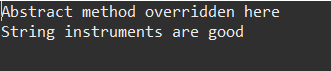 Abstract method overridden here
String instruments are good